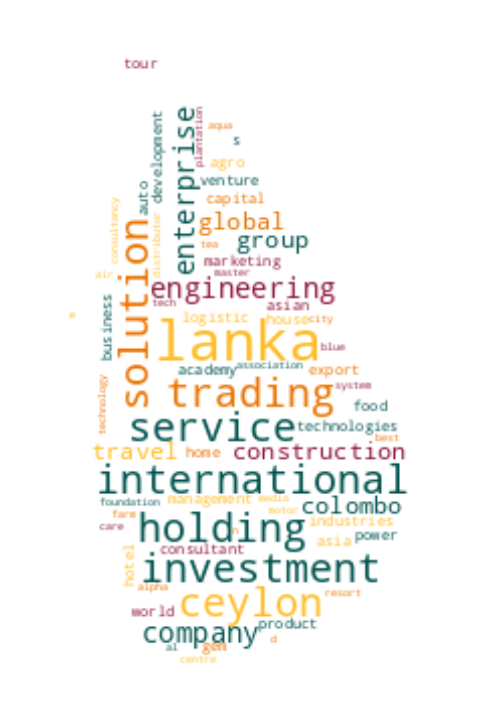 tour
enterprise
plantation
development
aqua
s
agro
venture
auto
capital
consultancy
distributor
global
tea
group
solution
marketing
master
air
engineering
tech
asian
business
logistic
house
city
lanka
blue
academy
association
export
technology
trading
system
food
service
technologies
best
travel
home
construction
international
foundation
management
media
colombo
motor
farm
industries
care
holding
n
asia
power
consultant
hotel
investment
alpha
resort
ceylon
world
product
company
d
al
gem
centre